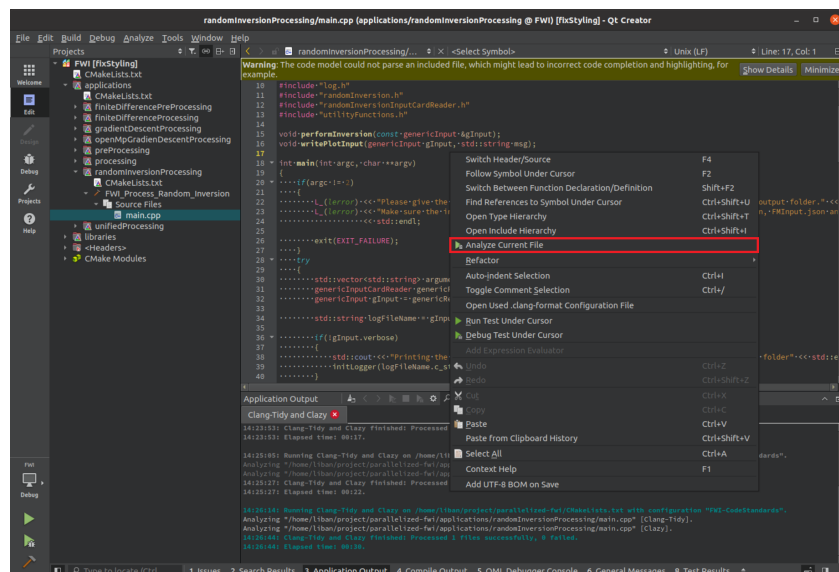 randomInversionProcessing/main.cpp (applications/randomInversionProcessing @ FWI) [fixStyling] - Qt Creator
File Edit Build Debug Analyze Tools Window Help
Projects
randomInversionProcessing/... <Select Symbol> Unix (LF) Line: 17, Col: 1
Warning: The code model could not parse an included file, which might lead to incorrect code completion and highlighting, for example.
Show Details Minimize
Welcome
Edit
Design
Debug
Projects
Help
FWI
Debug
FWI [fixStyling]
CMakeLists.txt
applications
CMakeLists.txt
finiteDifferencePreProcessing
finiteDifferenceProcessing
gradientDescentProcessing
openMpGradienDescentProcessing
preProcessing
processing
randomInversionProcessing
CMakeLists.txt
FWI_Process_Random_Inversion
Source Files
main.cpp
unifiedProcessing
libraries
<Headers>
CMake Modules
10 #include·"log.h"
11 #include·"randomInversion.h"
12 #include·"randomInversionInputCardReader.h"
13 #include·"utilityFunctions.h"
14
15 void·performInversion(const·genericInput·&gInput);
16 void·writePlotInput(genericInput·gInput,·std::string·msg);
17
18 int·main(int·argc,·char·**argv)
19 {
20 ····if(argc·!=·2)
21 ····{
22 ········L_(lerror)·<<·"Please·give·the· output·folder."·<<
23 ········L_(lerror)·<<·"Make·sure·the·i n,·FMInput.json·an
24 ···<<·std::endl;
25
26 ········exit(EXIT_FAILURE);
27 ····}
28 ····try
29 ····{
30 ········std::vector<std::string>·argume
31 ········genericInputCardReader·generic
32 ········genericInput·gInput·=·genericR
33
34 ········std::string·logFileName·=·gInpu
35
36 ········if(!gInput.verbose)
37 ········{
38 ············std::cout·<<·"Printing·the· ·folder"·<<·std::e
39 ············initLogger(logFileName.c_s
40 ········}
Switch Header/Source F4
Follow Symbol Under Cursor F2
Switch Between Function Declaration/Definition Shift+F2
Find References to Symbol Under Cursor Ctrl+Shift+U
Open Type Hierarchy Ctrl+Shift+T
Open Include Hierarchy Ctrl+Shift+I
Analyze Current File
Refactor
Auto-indent Selection Ctrl+I
Toggle Comment Selection Ctrl+/
Open Used .clang-format Configuration File
Run Test Under Cursor
Debug Test Under Cursor
Add Expression Evaluator
Undo Ctrl+Z
Redo Ctrl+Shift+Z
Cut Ctrl+X
Copy Ctrl+C
Paste Ctrl+V
Paste from Clipboard History Ctrl+Shift+V
Select All Ctrl+A
Context Help F1
Add UTF-8 BOM on Save
Application Output
Clang-Tidy and Clazy
14:23:53: Clang-Tidy and Clazy finished: Processed
14:23:53: Elapsed time: 00:17.
14:25:05: Running Clang-Tidy and Clazy on /home/li dards".
Analyzing "/home/liban/project/parallelized-fwi/ap
Analyzing "/home/liban/project/parallelized-fwi/ap
14:25:27: Clang-Tidy and Clazy finished: Processed
14:25:27: Elapsed time: 00:22.
14:26:14: Running Clang-Tidy and Clazy on /home/liban/project/parallelized-fwi/CMakeLists.txt with configuration "FWI-CodeStandards".
Analyzing "/home/liban/project/parallelized-fwi/applications/randomInversionProcessing/main.cpp" [Clang-Tidy].
Analyzing "/home/liban/project/parallelized-fwi/applications/randomInversionProcessing/main.cpp" [Clazy].
14:26:44: Clang-Tidy and Clazy finished: Processed 1 files successfully, 0 failed.
14:26:44: Elapsed time: 00:30.
Type to locate (Ctrl... 1 Issues 2 Search Results 3 Application Output 4 Compile Output 5 QML Debugger Console 6 General Messages 8 Test Results